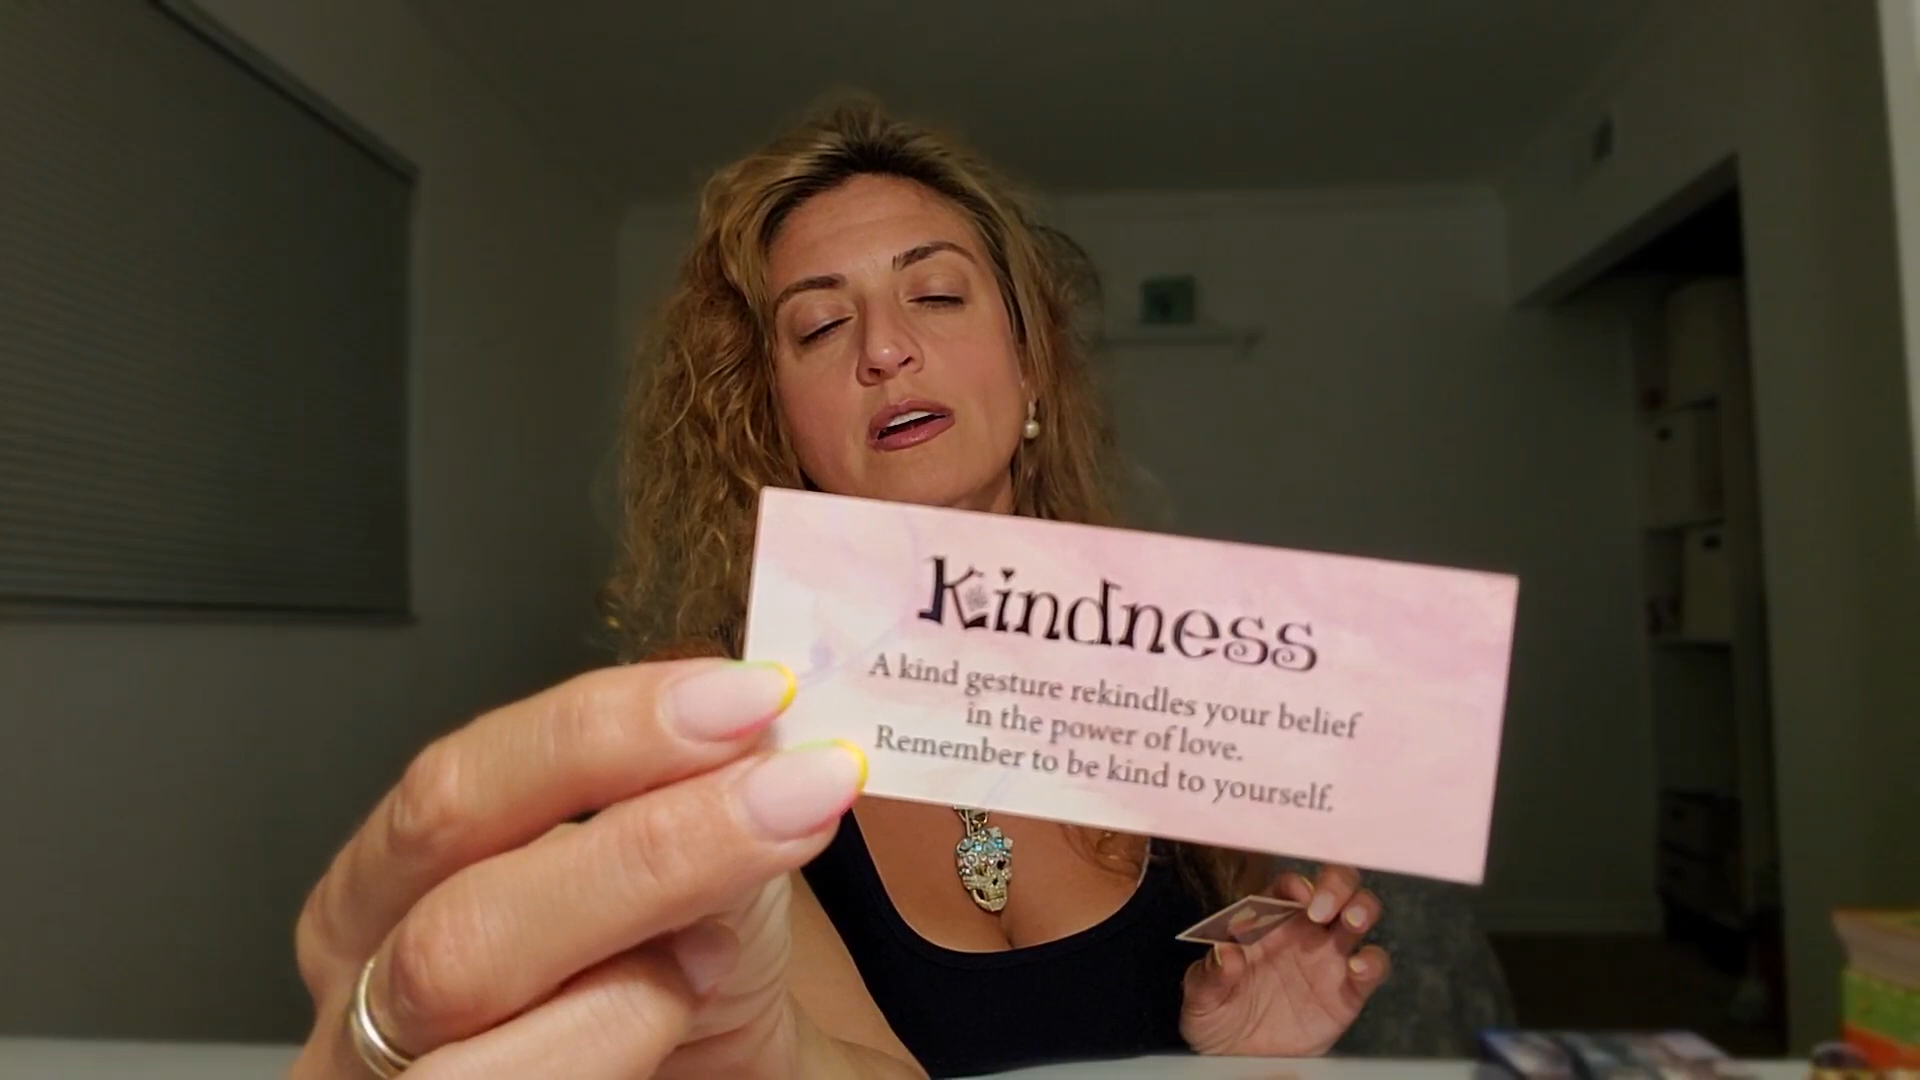 Kindness
A kind gesture rekindles your belief
in the power of love.
Remember to be kind to yourself.